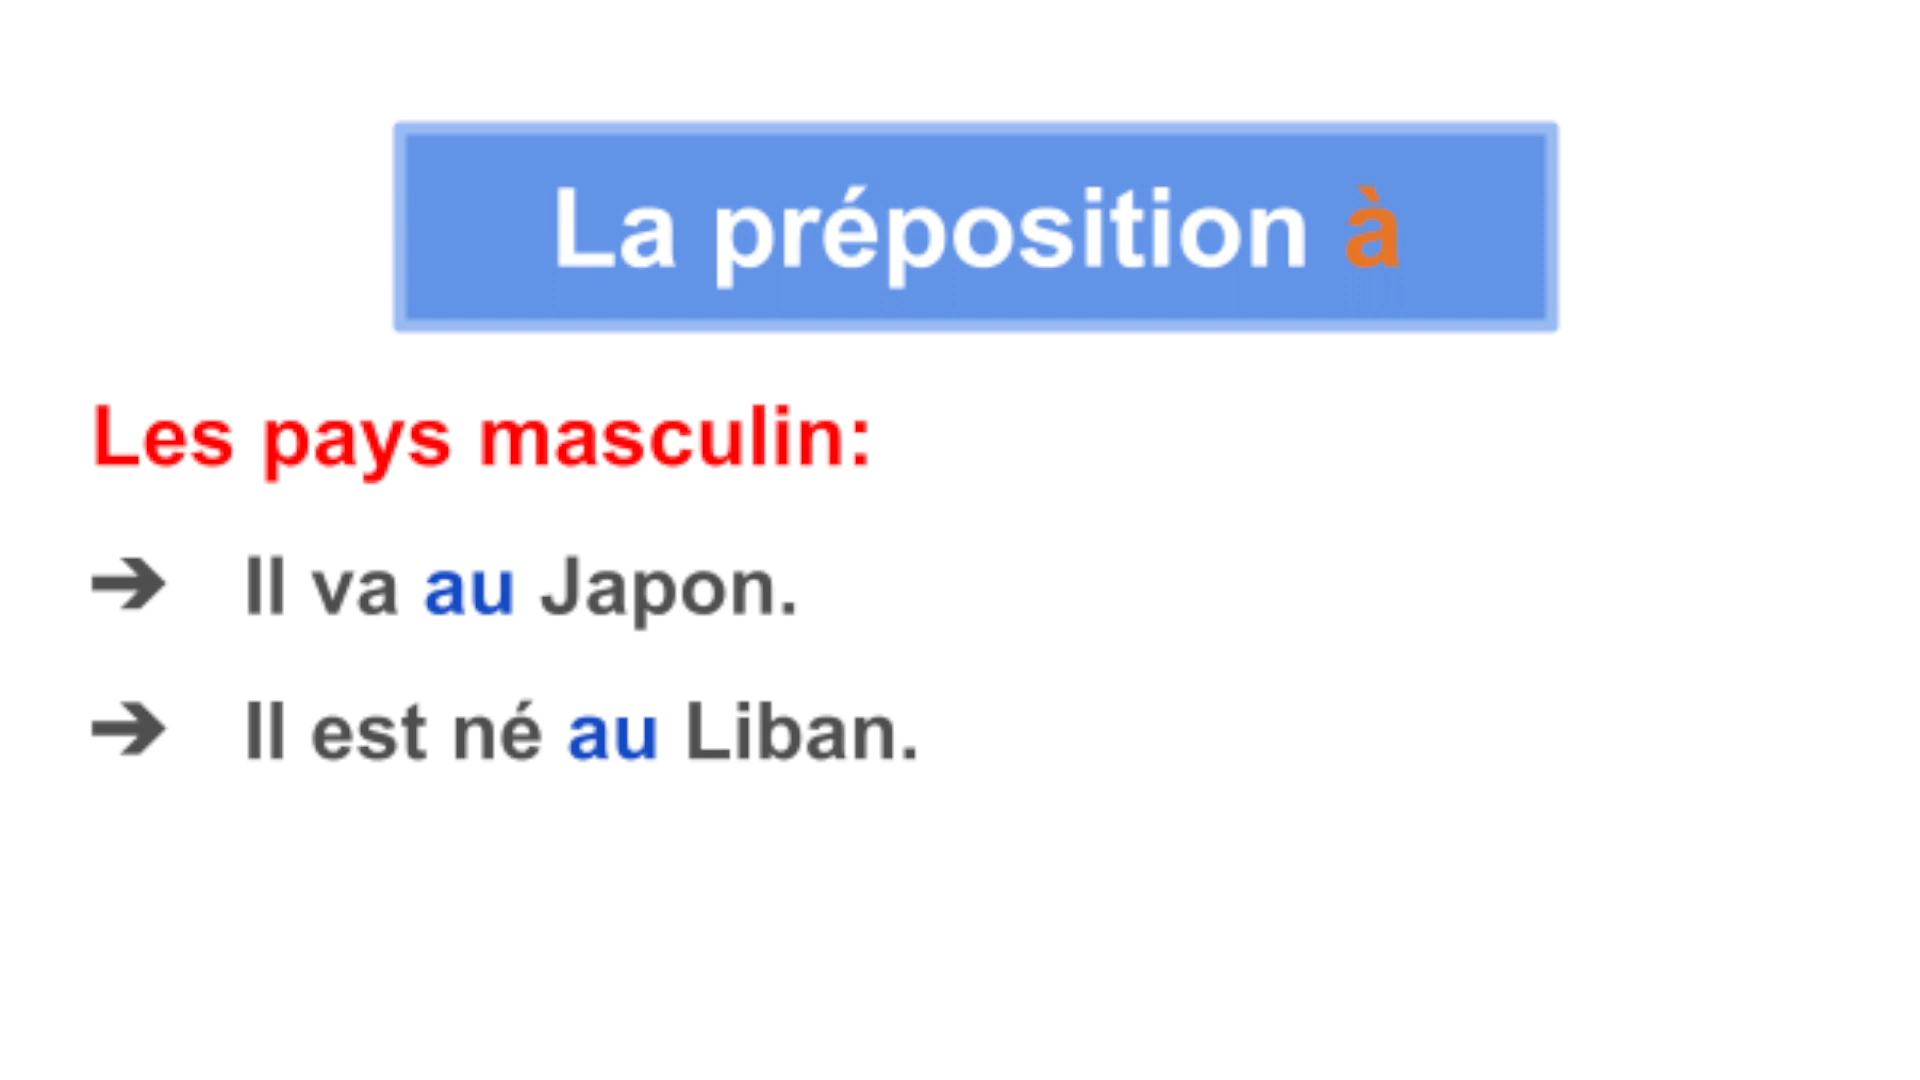 La préposition à
Les pays masculin:
➔ Il va au Japon.
➔ Il est né au Liban.